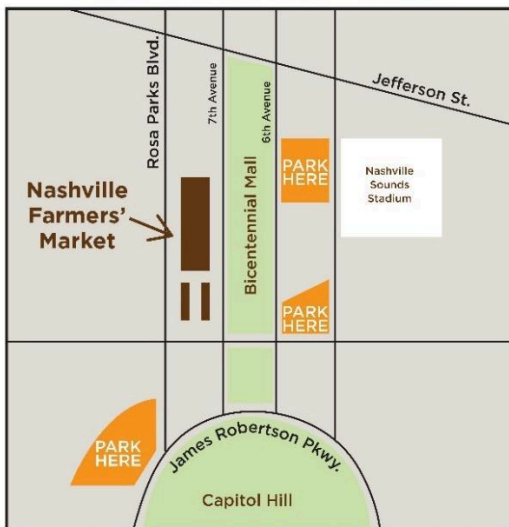 Jefferson St.
Rosa Parks Blvd.
7th Avenue
6th Avenue
Bicentennial Mall
PARK
HERE
Nashville
Sounds
Stadium
Nashville
Farmers'
Market
PARK
HERE
PARK
HERE
James Robertson Pkwy.
Capitol Hill